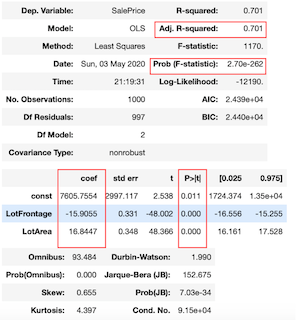 Dep. Variable: SalePrice R-squared: 0.701
Model: OLS Adj. R-squared: 0.701
Method: Least Squares F-statistic: 1170.
Date: Sun, 03 May 2020 Prob (F-statistic): 2.70e-262
Time: 21:19:31 Log-Likelihood: -12190.
No. Observations: 1000 AIC: 2.439e+04
Df Residuals: 997 BIC: 2.440e+04
Df Model: 2
Covariance Type: nonrobust
coef std err t P>|t| [0.025 0.975]
const 7605.7554 2997.117 2.538 0.011 1724.374 1.35e+04
LotFrontage -15.9055 0.331 -48.002 0.000 -16.556 -15.255
LotArea 16.8447 0.348 48.366 0.000 16.161 17.528
Omnibus: 93.484 Durbin-Watson: 1.990
Prob(Omnibus): 0.000 Jarque-Bera (JB): 152.675
Skew: 0.655 Prob(JB): 7.03e-34
Kurtosis: 4.397 Cond. No. 9.15e+04